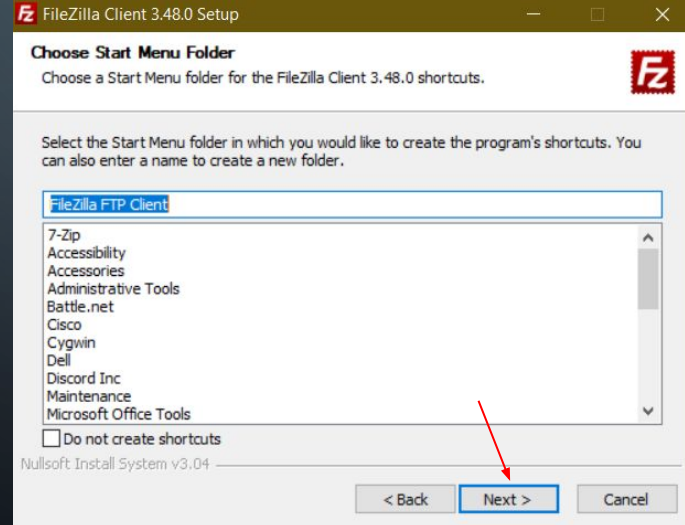 FileZilla Client 3.48.0 Setup
Choose Start Menu Folder
Choose a Start Menu folder for the FileZilla Client 3.48.0 shortcuts.
Fz
Select the Start Menu folder in which you would like to create the program's shortcuts. You
can also enter a name to create a new folder.
FileZilla FTP Client
7-Zip
Accessibility
Accessories
Administrative Tools
Battle.net
Cisco
Cygwin
Dell
Discord Inc
Maintenance
Microsoft Office Tools
Do not create shortcuts
Nullsoft Install System v3.04
< Back
Next >
Cancel